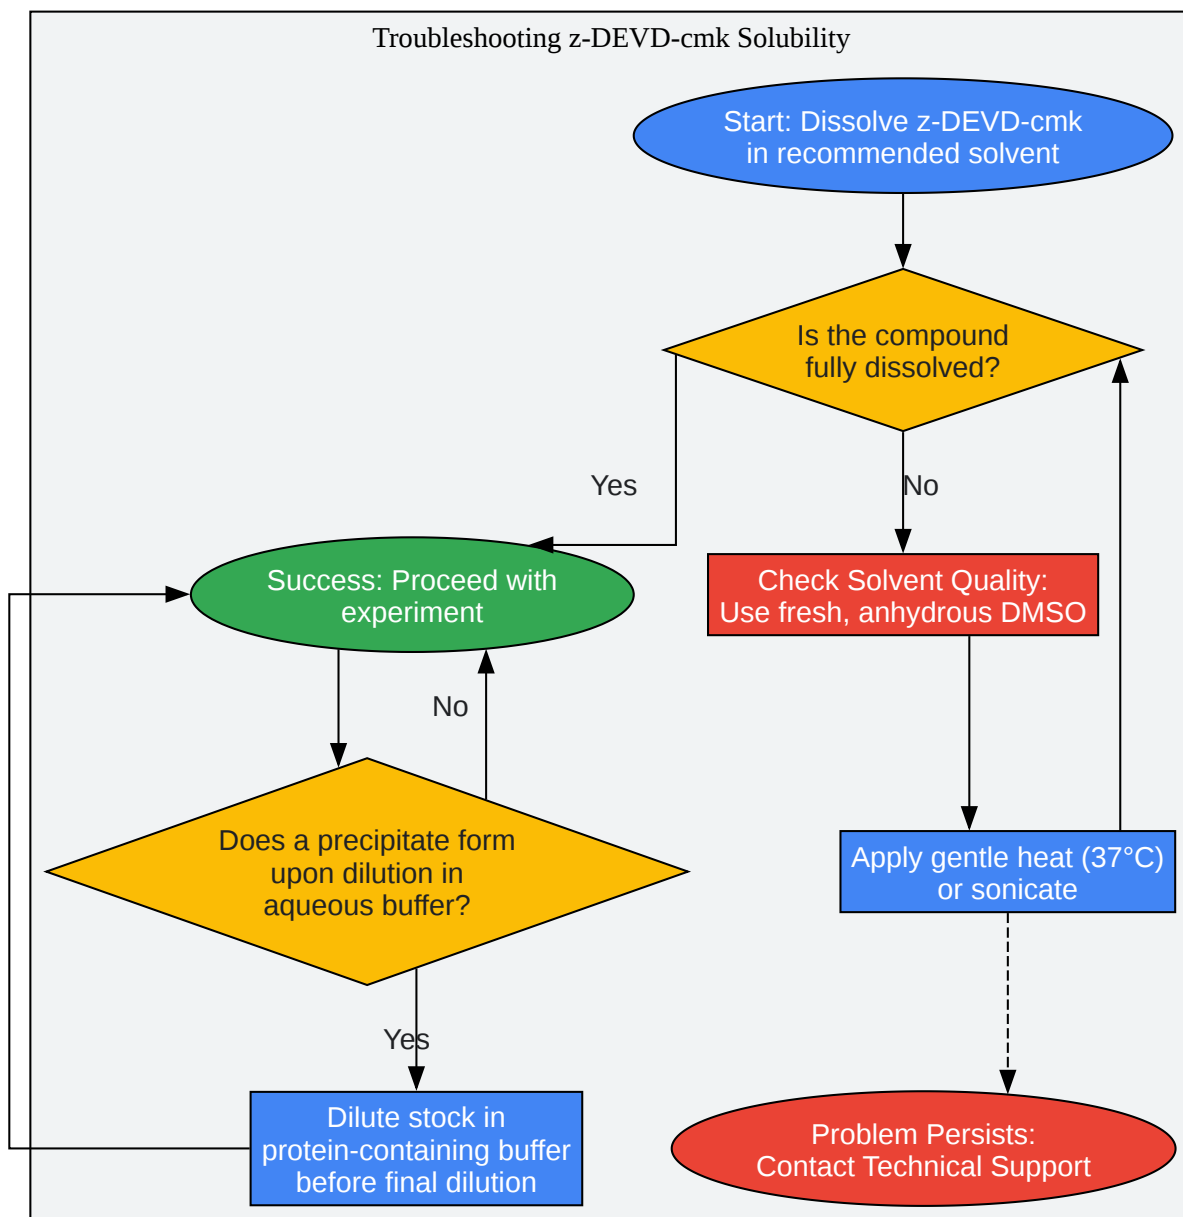 Troubleshooting z-DEVD-cmk Solubility
Start: Dissolve z-DEVD-cmk
in recommended solvent
Is the compound
fully dissolved?
Yes
No
Success: Proceed with
experiment
Check Solvent Quality:
Use fresh, anhydrous DMSO
No
Does a precipitate form
upon dilution in
aqueous buffer?
Apply gentle heat (37°C)
or sonicate
Yes
Dilute stock in
protein-containing buffer
before final dilution
Problem Persists:
Contact Technical Support